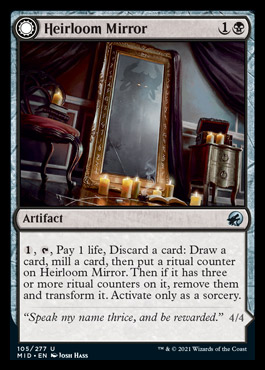 Heirloom Mirror 1
Artifact
1, , Pay 1 life, Discard a card: Draw a
card, mill a card, then put a ritual counter
on Heirloom Mirror. Then if it has three
or more ritual counters on it, remove them
and transform it. Activate only as a sorcery.
“Speak my name thrice, and be rewarded.” 4/4
105/277 U
MID • EN Josh Hass
™ & © 2021 Wizards of the Coast